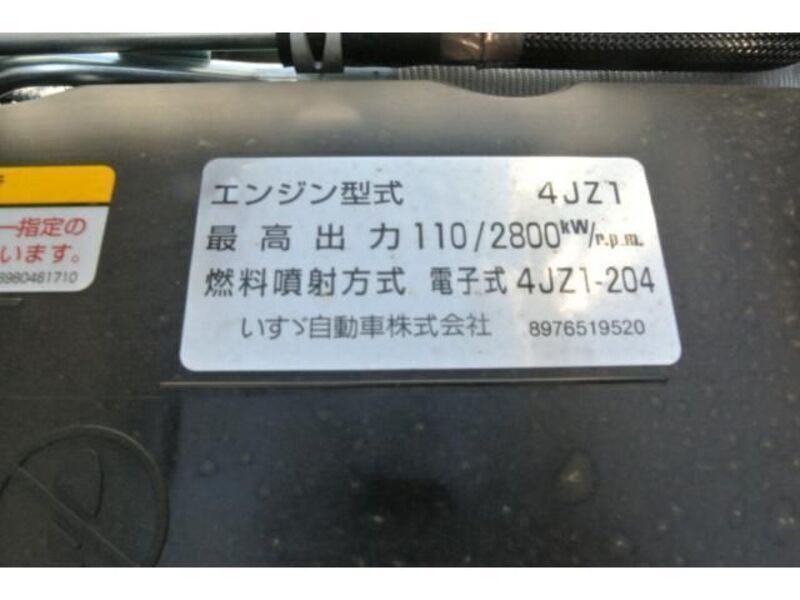 エンジン型式 4JZ1
最高出力 110/2800kW/r.p.m.
燃料噴射方式 電子式 4JZ1-204
いすゞ自動車株式会社 8976519520
一指定の
います。
8980461710